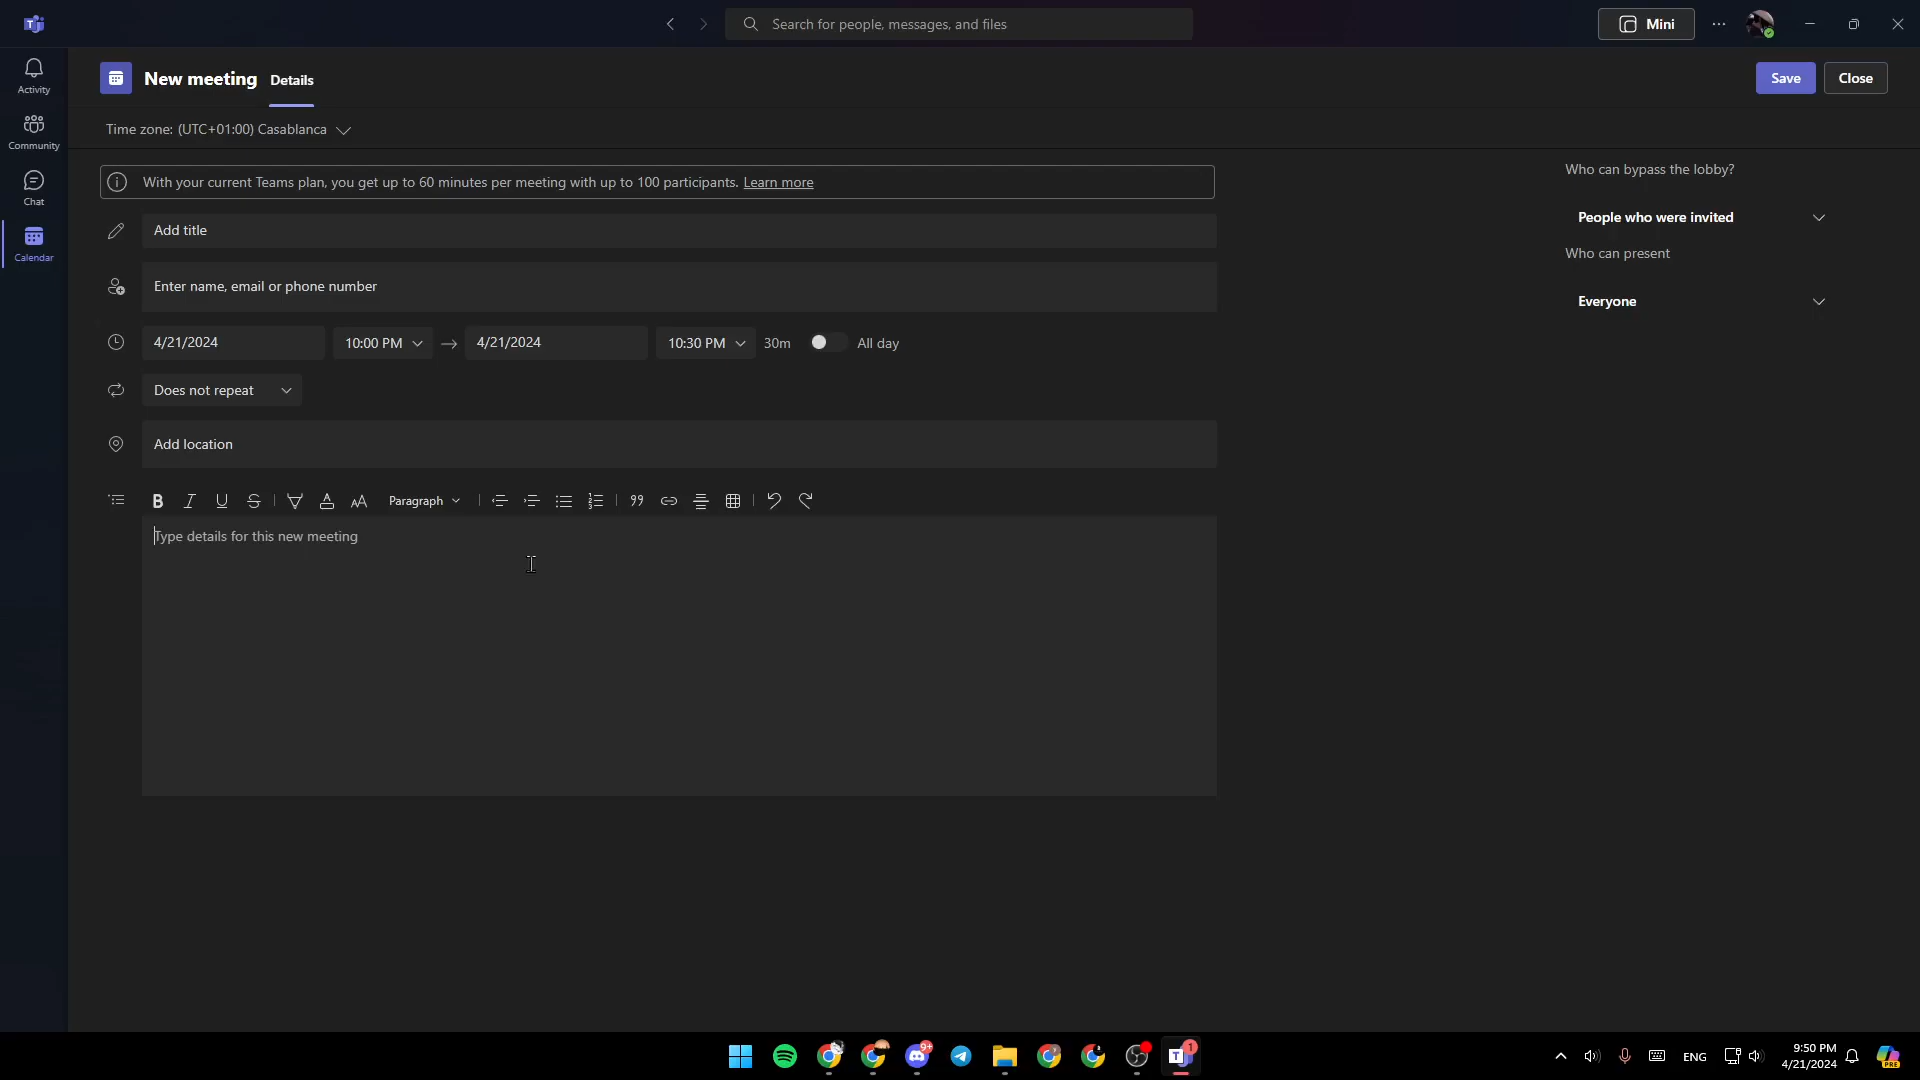 Search for people, messages, and files
Mini
Activity
Community
Chat
Calendar
New meeting
Details
Save
Close
Time zone: (UTC+01:00) Casablanca
With your current Teams plan, you get up to 60 minutes per meeting with up to 100 participants. Learn more
Add title
Enter name, email or phone number
4/21/2024
10:00 PM
4/21/2024
10:30 PM
30m
All day
Does not repeat
Add location
Paragraph
Type details for this new meeting
Who can bypass the lobby?
People who were invited
Who can present
Everyone
9+
1
ENG
9:50 PM
4/21/2024
PRE